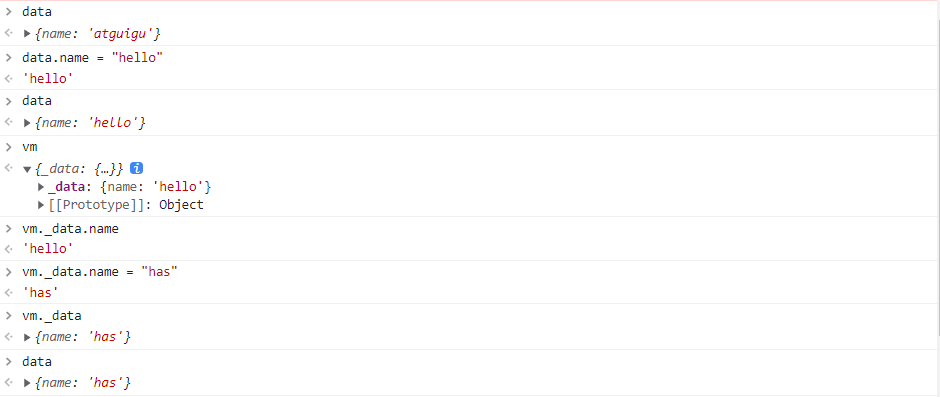 data
{name: 'atguigu'}
data.name = "hello"
'hello'
data
{name: 'hello'}
vm
{_data: {…}} i
_data: {name: 'hello'}
[[Prototype]]: Object
vm._data.name
'hello'
vm._data.name = "has"
'has'
vm._data
{name: 'has'}
data
{name: 'has'}